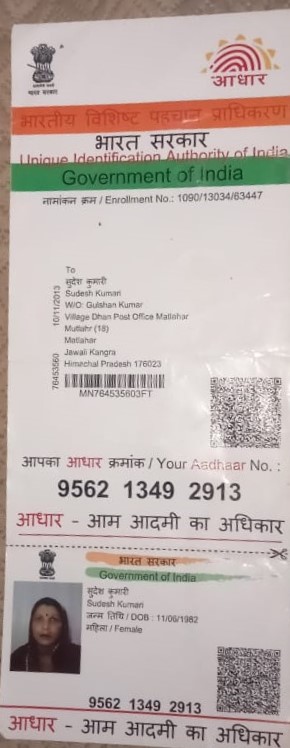 भारत सरकार
आधार
भारतीय विशिष्ट पहचान प्राधिकरण
भारत सरकार
Unique Identification Authority of India
Government of India
नामांकन क्रम / Enrollment No.: 1090/13034/63447
To
सुदेश कुमारी
Sudesh Kumari
W/O: Gulshan Kumar
Village Dhan Post Office Matlahar
Mutlahr (18)
Matlahar
Jawali Kangra
Himachal Pradesh 176023
76453560 10/11/2013
MN764535603FT
आपका आधार क्रमांक / Your Aadhaar No. :
9562 1349 2913
आधार - आम आदमी का अधिकार
भारत सरकार
Government of India
सुदेश कुमारी
Sudesh Kumari
जन्म तिथि / DOB : 11/06/1982
महिला / Female
9562 1349 2913
आधार - आम आदमी का अधिकार